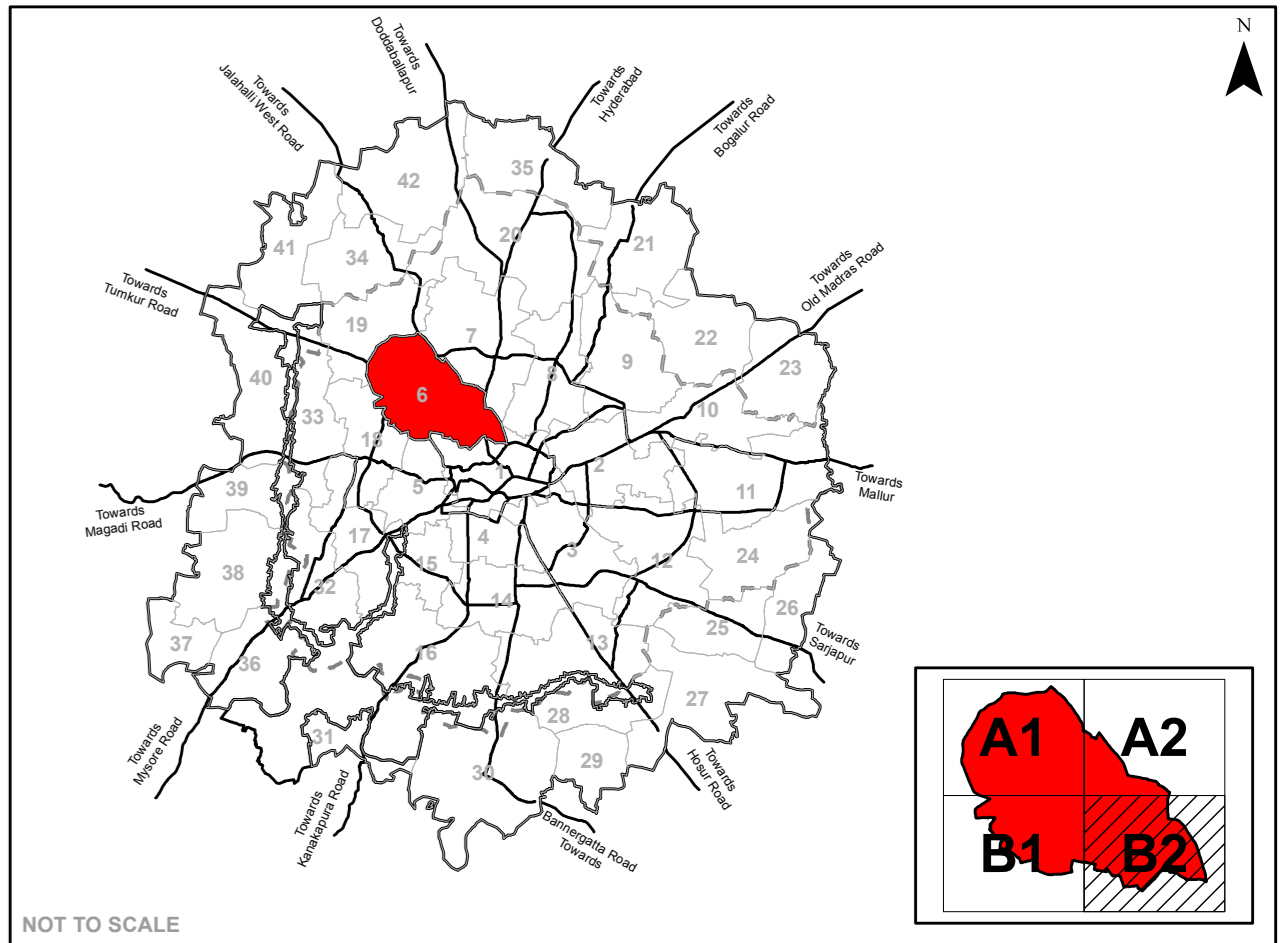 N
Towards
Doddaballapur
Towards
Jalahalli West Road
Towards
Hyderabad
Towards
Bogalur Road
35
42
20
21
41
34
Towards
Old Madras Road
Towards
Tumkur Road
19
7
22
9
23
8
40
6
10
33
18
1
2
Towards
Mallur
5
39
11
Towards
Magadi Road
17
4
3
12
24
15
38
32
14
26
25
13
Towards
Sarjapur
37
16
36
27
28
31
Towards
Mysore Road
29
30
Towards
Hosur Road
Towards
Kanakapura Road
Bannergatta Road
Towards
A1
A2
B1
B2
NOT TO SCALE